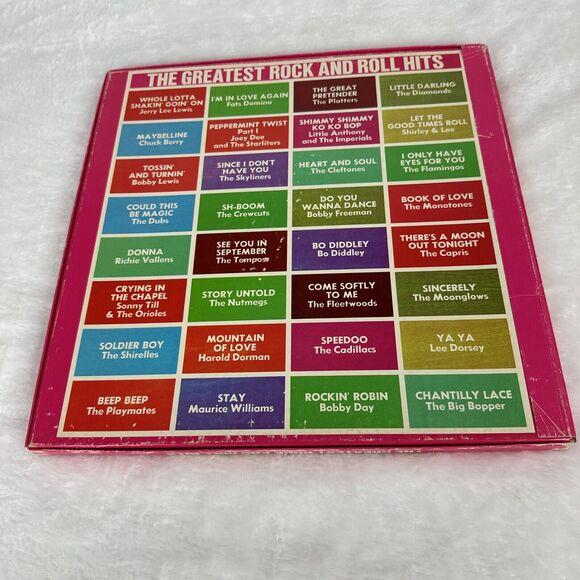 THE GREATEST ROCK AND ROLL HITS
WHOLE LOTTA
SHAKIN' GOIN' ON
Jerry Lee Lewis
I'M IN LOVE AGAIN
Fats Domino
THE GREAT
PRETENDER
The Platters
LITTLE DARLING
The Diamonds
MAYBELLINE
Chuck Berry
PEPPERMINT TWIST
Part I
Joey Dee
and The Starliters
SHIMMY SHIMMY
KO KO BOP
Little Anthony
and The Imperials
LET THE
GOOD TIMES ROLL
Shirley & Lee
TOSSIN'
AND TURNIN'
Bobby Lewis
SINCE I DON'T
HAVE YOU
The Skyliners
HEART AND SOUL
The Cleftones
I ONLY HAVE
EYES FOR YOU
The Flamingos
COULD THIS
BE MAGIC
The Dubs
SH-BOOM
The Crewcuts
DO YOU
WANNA DANCE
Bobby Freeman
BOOK OF LOVE
The Monotones
DONNA
Richie Vallens
SEE YOU IN
SEPTEMBER
The Tempos
BO DIDDLEY
Bo Diddley
THERE'S A MOON
OUT TONIGHT
The Capris
CRYING IN
THE CHAPEL
Sonny Till
& The Orioles
STORY UNTOLD
The Nutmegs
COME SOFTLY
TO ME
The Fleetwoods
SINCERELY
The Moonglows
SOLDIER BOY
The Shirelles
MOUNTAIN
OF LOVE
Harold Dorman
SPEEDOO
The Cadillacs
YA YA
Lee Dorsey
BEEP BEEP
The Playmates
STAY
Maurice Williams
ROCKIN' ROBIN
Bobby Day
CHANTILLY LACE
The Big Bopper